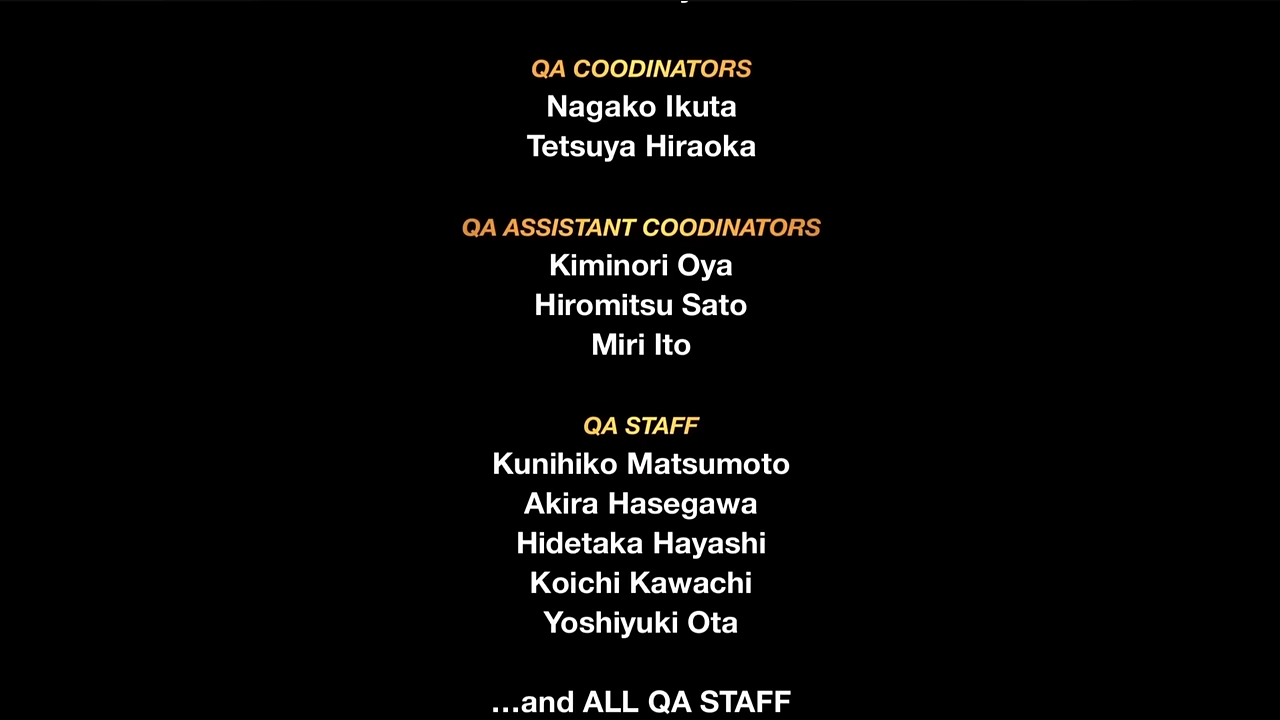 QA COODINATORS
Nagako Ikuta
Tetsuya Hiraoka
QA ASSISTANT COODINATORS
Kiminori Oya
Hiromitsu Sato
Miri Ito
QA STAFF
Kunihiko Matsumoto
Akira Hasegawa
Hidetaka Hayashi
Koichi Kawachi
Yoshiyuki Ota
...and ALL QA STAFF